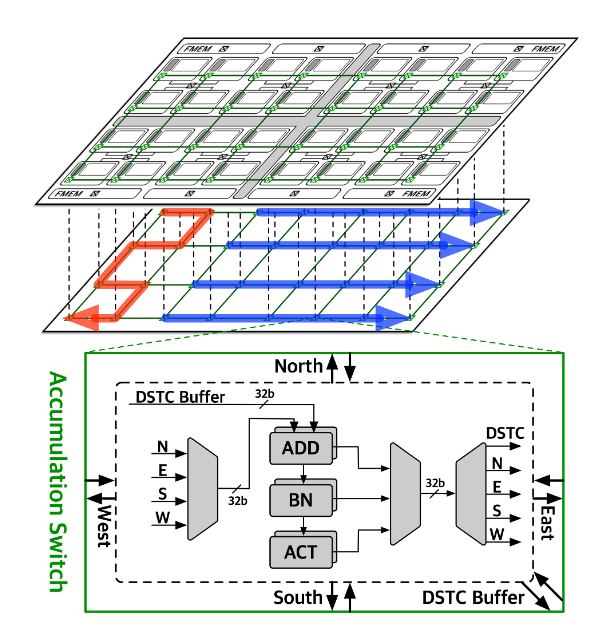 FMEM
FMEM
FMEM
FMEM
Accumulation Switch
North
DSTC Buffer
32b
N
E
S
W
32b
ADD
BN
ACT
32b
DSTC
N
E
S
W
West
East
South
DSTC Buffer